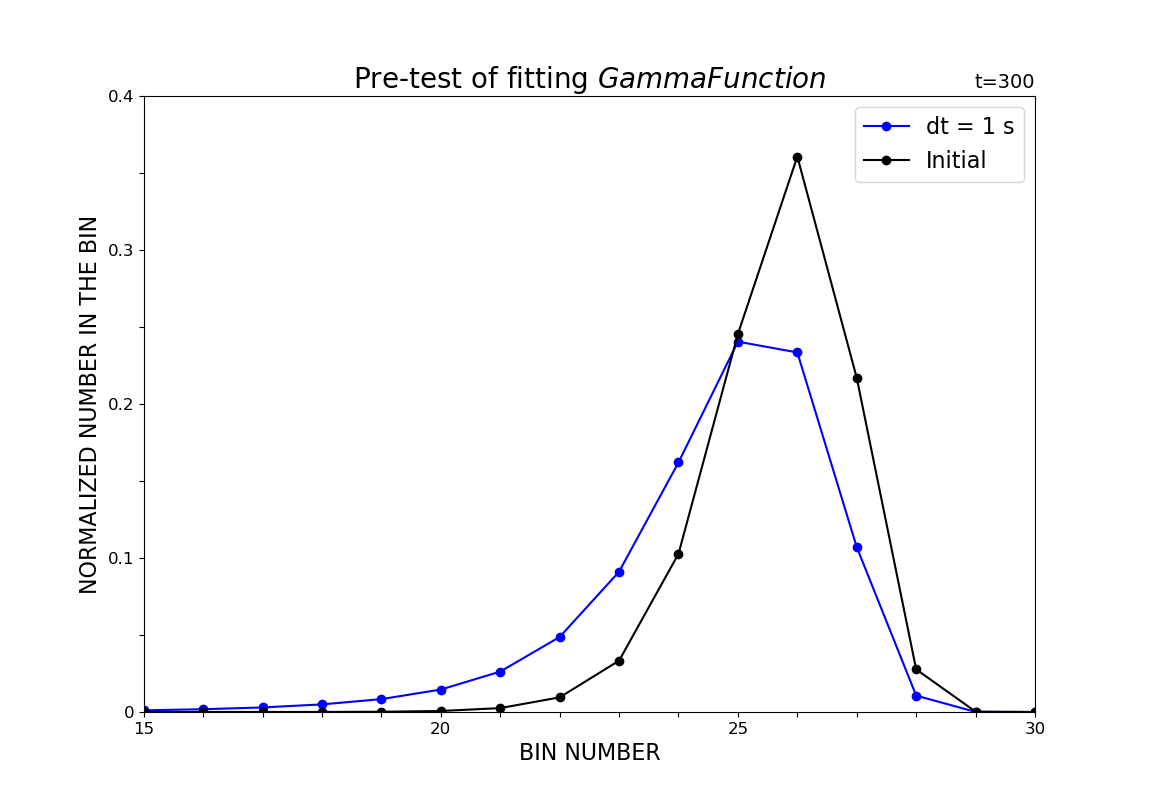 Pre-test of fitting GammaFunction
t=300
dt = 1 s
Initial
NORMALIZED NUMBER IN THE BIN
0.4
0.3
0.2
0.1
0
15
20
25
30
BIN NUMBER